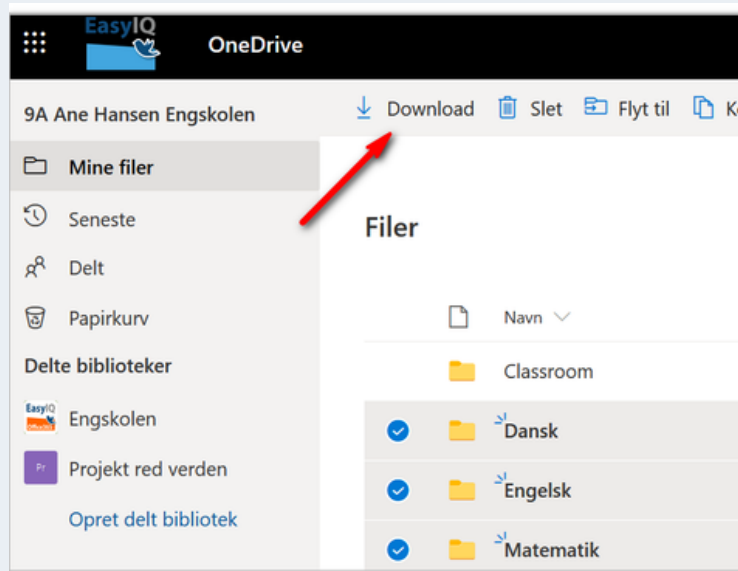 EasyIQ
OneDrive
9A Ane Hansen Engskolen
Download Slet Flyt til
Mine filer
Seneste
Delt
Papirkurv
Delte biblioteker
EasyIQ
Engskolen
Pr
Projekt red verden
Opret delt bibliotek
Filer
Navn
Classroom
Dansk
Engelsk
Matematik